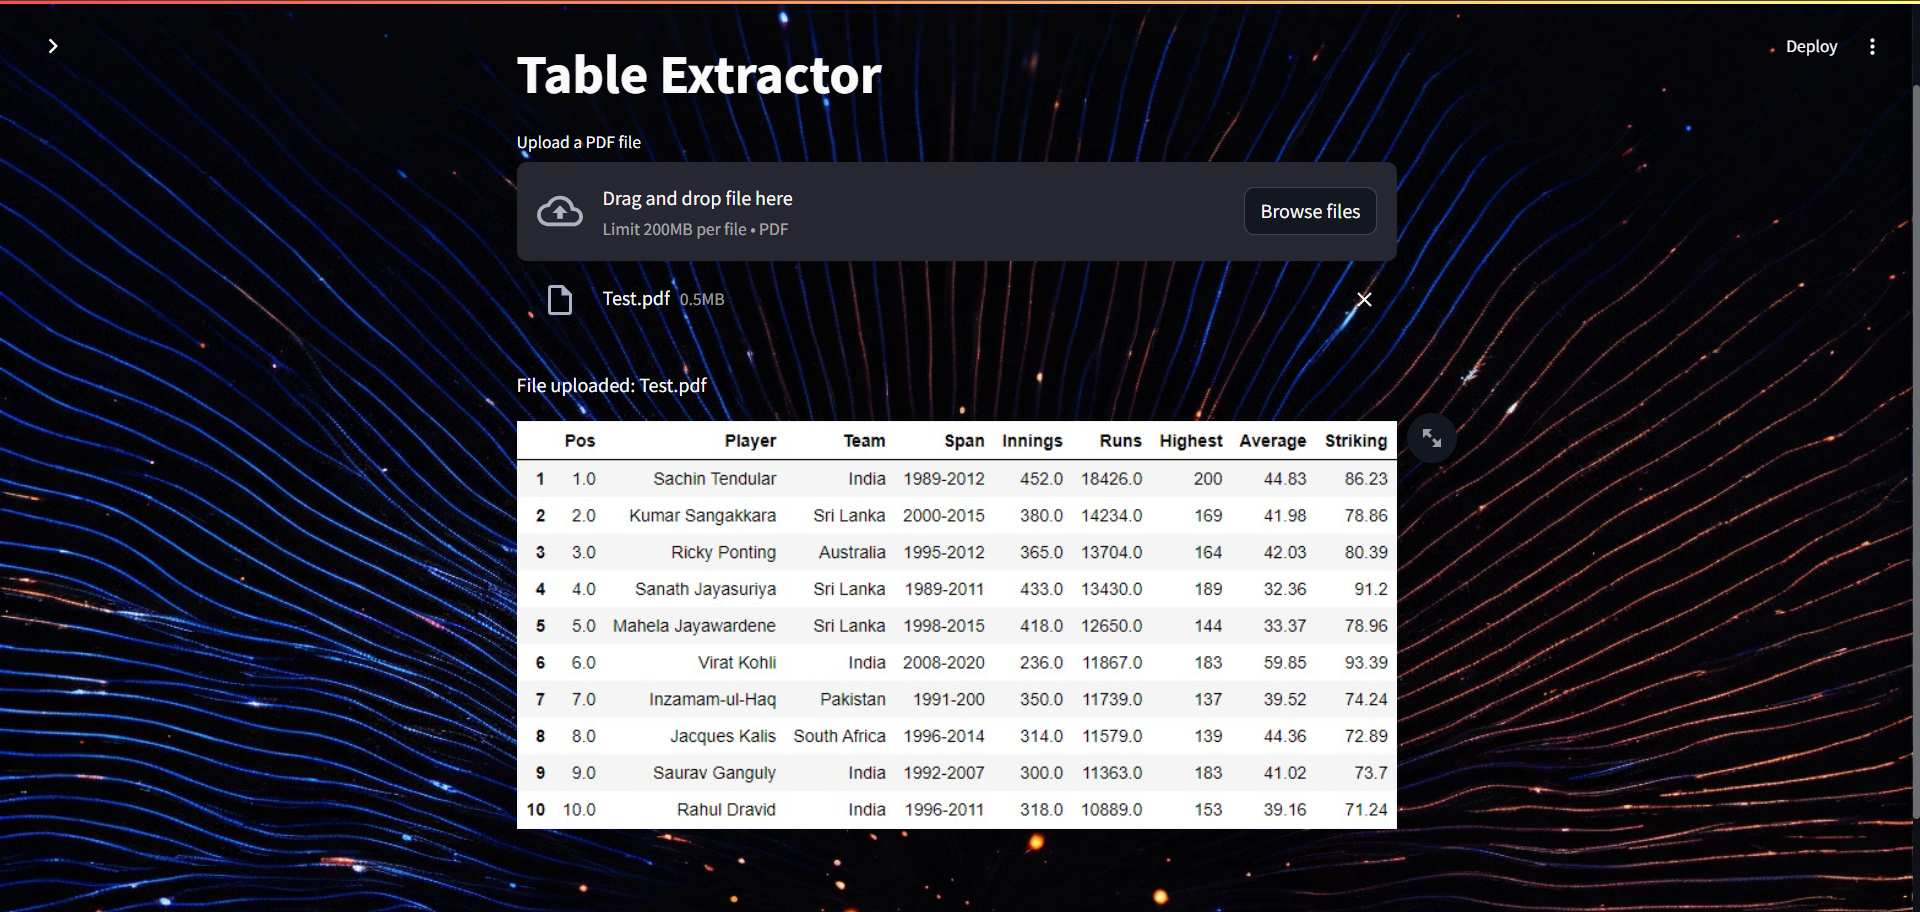 Deploy
Table Extractor
Upload a PDF file
Drag and drop file here
Limit 200MB per file • PDF
Browse files
Test.pdf 0.5MB
File uploaded: Test.pdf
Pos Player Team Span Innings Runs Highest Average Striking
1 1.0 Sachin Tendular India 1989-2012 452.0 18426.0 200 44.83 86.23
2 2.0 Kumar Sangakkara Sri Lanka 2000-2015 380.0 14234.0 169 41.98 78.86
3 3.0 Ricky Ponting Australia 1995-2012 365.0 13704.0 164 42.03 80.39
4 4.0 Sanath Jayasuriya Sri Lanka 1989-2011 433.0 13430.0 189 32.36 91.2
5 5.0 Mahela Jayawardene Sri Lanka 1998-2015 418.0 12650.0 144 33.37 78.96
6 6.0 Virat Kohli India 2008-2020 236.0 11867.0 183 59.85 93.39
7 7.0 Inzamam-ul-Haq Pakistan 1991-200 350.0 11739.0 137 39.52 74.24
8 8.0 Jacques Kalis South Africa 1996-2014 314.0 11579.0 139 44.36 72.89
9 9.0 Saurav Ganguly India 1992-2007 300.0 11363.0 183 41.02 73.7
10 10.0 Rahul Dravid India 1996-2011 318.0 10889.0 153 39.16 71.24